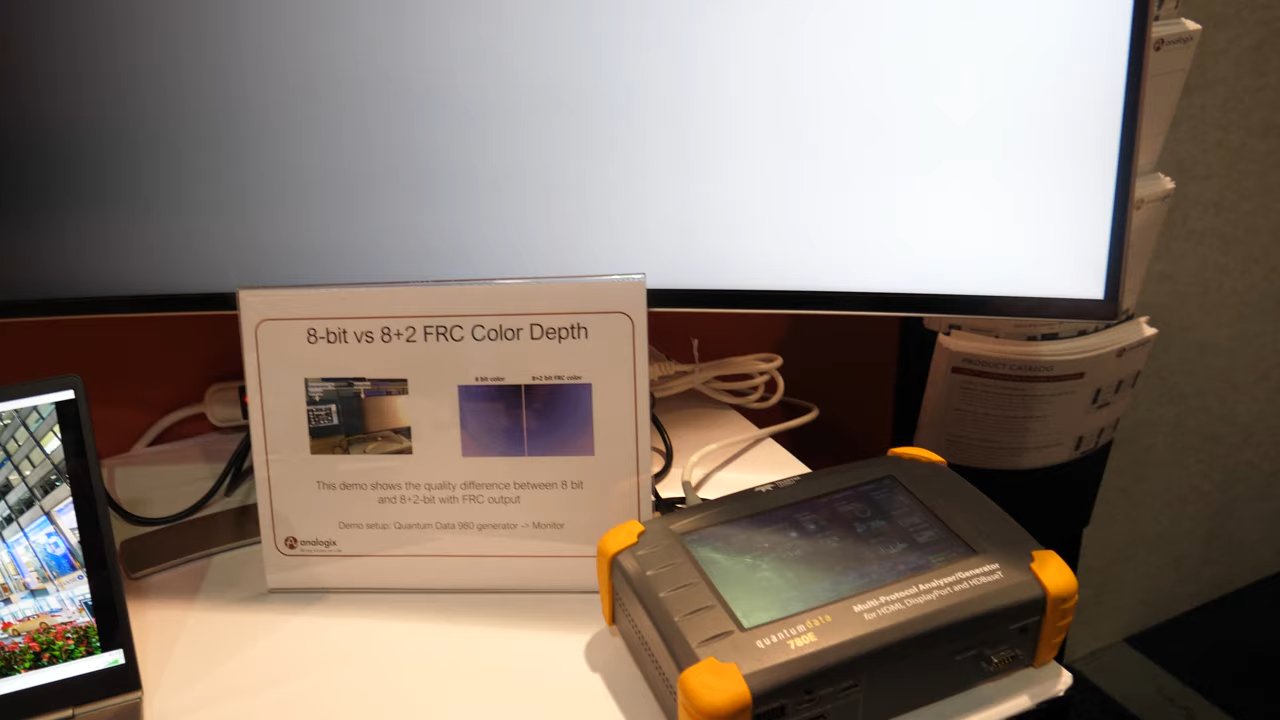 analogix
8-bit vs 8+2 FRC Color Depth
8 bit color
8+2 bit FRC color
This demo shows the quality difference between 8 bit
and 8+2-bit with FRC output
Demo setup: Quantum Data 980 generator -> Monitor
analogix
PRODUCT CATALOG
Multi-Protocol Analyzer/Generator
for HDMI, DisplayPort and HDBaseT
quantumdata
780E